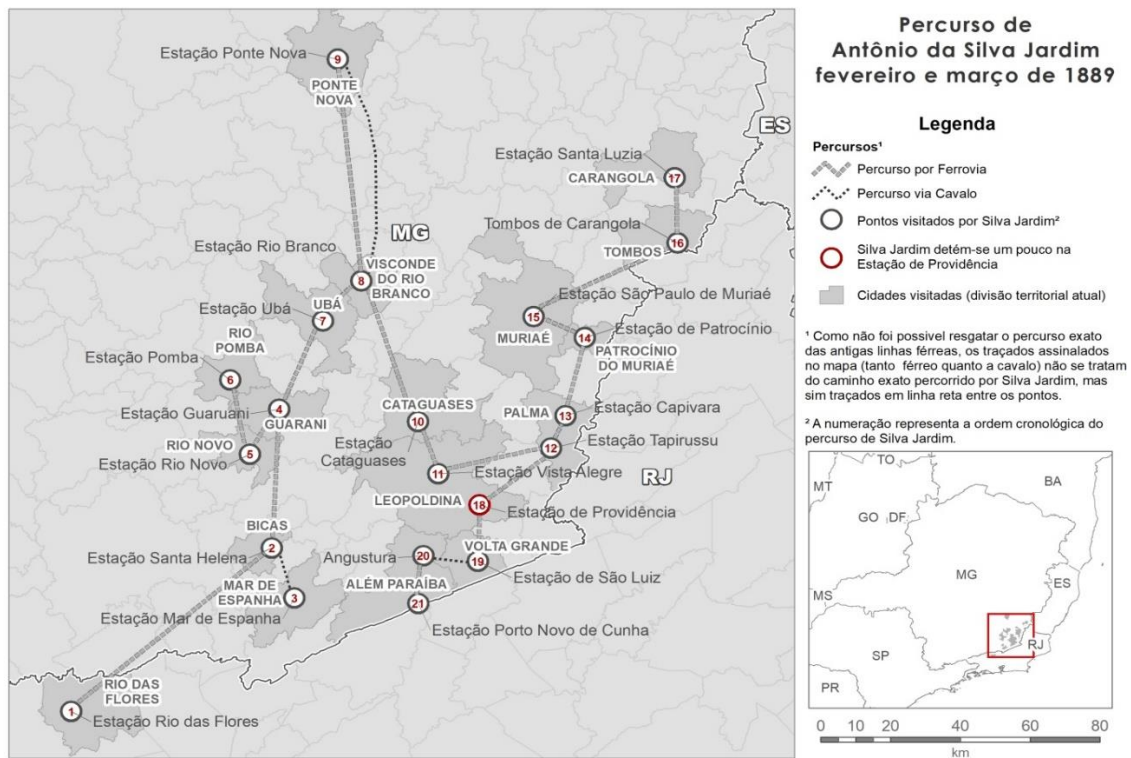 Percurso de
Antônio da Silva Jardim
fevereiro e março de 1889
Legenda
Percursos¹
Percurso por Ferrovia
Percurso via Cavalo
Pontos visitados por Silva Jardim²
Silva Jardim detém-se um pouco na
Estação de Providência
Cidades visitadas (divisão territorial atual)
¹ Como não foi possivel resgatar o percurso exato
das antigas linhas férreas, os traçados assinalados
no mapa (tanto férreo quanto a cavalo) não se tratam
do caminho exato percorrido por Silva Jardim, mas
sim traçados em linha reta entre os pontos.
² A numeração representa a ordem cronológica do
percurso de Silva Jardim.
Estação Ponte Nova
9
PONTE
NOVA
ES
Estação Santa Luzia
17
CARANGOLA
Tombos de Carangola
16
TOMBOS
MG
Estação Rio Branco
8
VISCONDE
DO RIO
BRANCO
UBÁ
Estação Ubá
7
Estação São Paulo de Muriaé
15
MURIAÉ
14
Estação de Patrocínio
PATROCÍNIO
DO MURIAÉ
RIO
POMBA
Estação Pomba
6
Estação Guaruani
4
GUARANI
CATAGUASES
10
Estação
Cataguases
PALMA
13
Estação Capivara
RIO NOVO
5
Estação Rio Novo
12
Estação Tapirussu
11
Estação Vista Alegre
RJ
LEOPOLDINA
18
Estação de Providência
BICAS
2
Estação Santa Helena
Angustura
20
VOLTA GRANDE
19
Estação de São Luiz
MAR DE
ESPANHA
3
Estação Mar de Espanha
ALÉM PARAÍBA
21
Estação Porto Novo de Cunha
RIO DAS
FLORES
1
Estação Rio das Flores
TO
MT
BA
GO
DF
MG
ES
MS
SP
RJ
PR
0 20 40 60 80
km